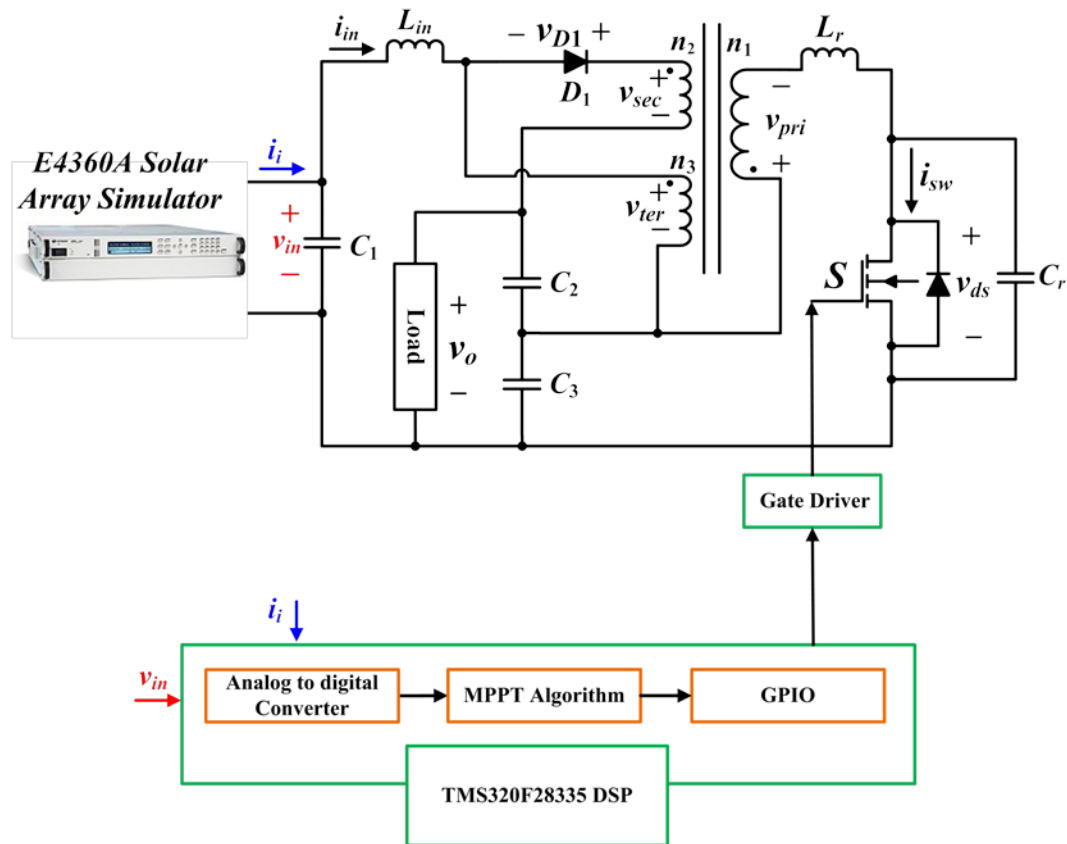 L_in
i_in
− v_D1 +
D_1
n_2
n_1
L_r
+
v_sec
−
−
v_pri
+
E4360A Solar
Array Simulator
i_i
+
v_in
−
C_1
n_3
+
v_ter
−
i_sw
S
+
v_ds
−
C_r
C_2
Load
+
v_o
−
C_3
Gate Driver
i_i
v_in
Analog to digital
Converter
MPPT Algorithm
GPIO
TMS320F28335 DSP